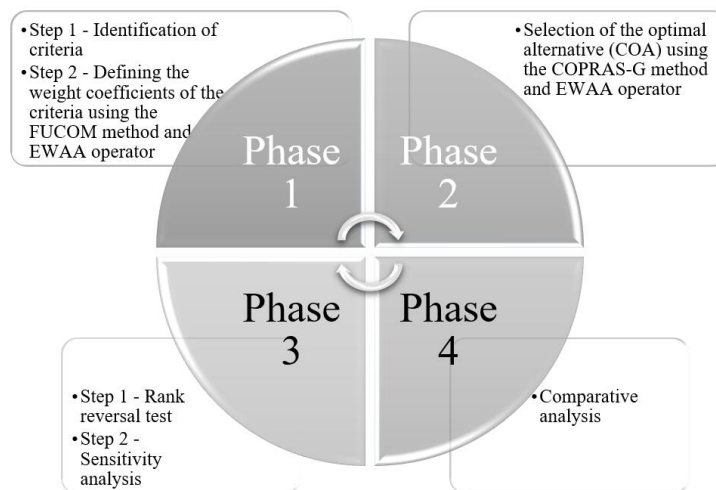 •Step 1 - Identification of
criteria
•Step 2 - Defining the
weight coefficients of the
criteria using the
FUCOM method and
EWAA operator
•Selection of the optimal
alternative (COA) using
the COPRAS-G method
and EWAA operator
Phase
1
Phase
2
Phase
3
Phase
4
•Step 1 - Rank
reversal test
•Step 2 -
Sensitivity
analysis
•Comparative
analysis